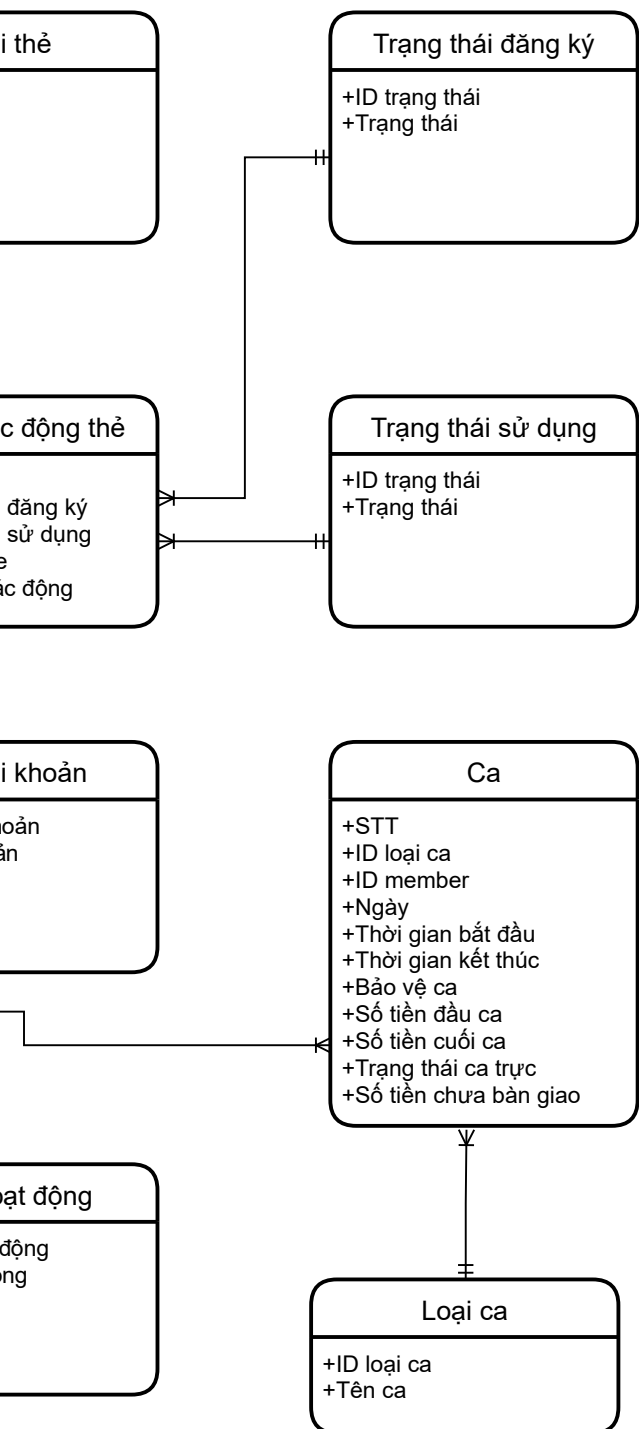 i thẻ
Trạng thái đăng ký
+ID trạng thái
+Trạng thái
c động thẻ
đăng ký
sử dụng
e
ác động
Trạng thái sử dụng
+ID trạng thái
+Trạng thái
i khoản
hoản
ản
Ca
+STT
+ID loại ca
+ID member
+Ngày
+Thời gian bắt đầu
+Thời gian kết thúc
+Bảo vệ ca
+Số tiền đầu ca
+Số tiền cuối ca
+Trạng thái ca trực
+Số tiền chưa bàn giao
oạt động
động
ộng
Loại ca
+ID loại ca
+Tên ca